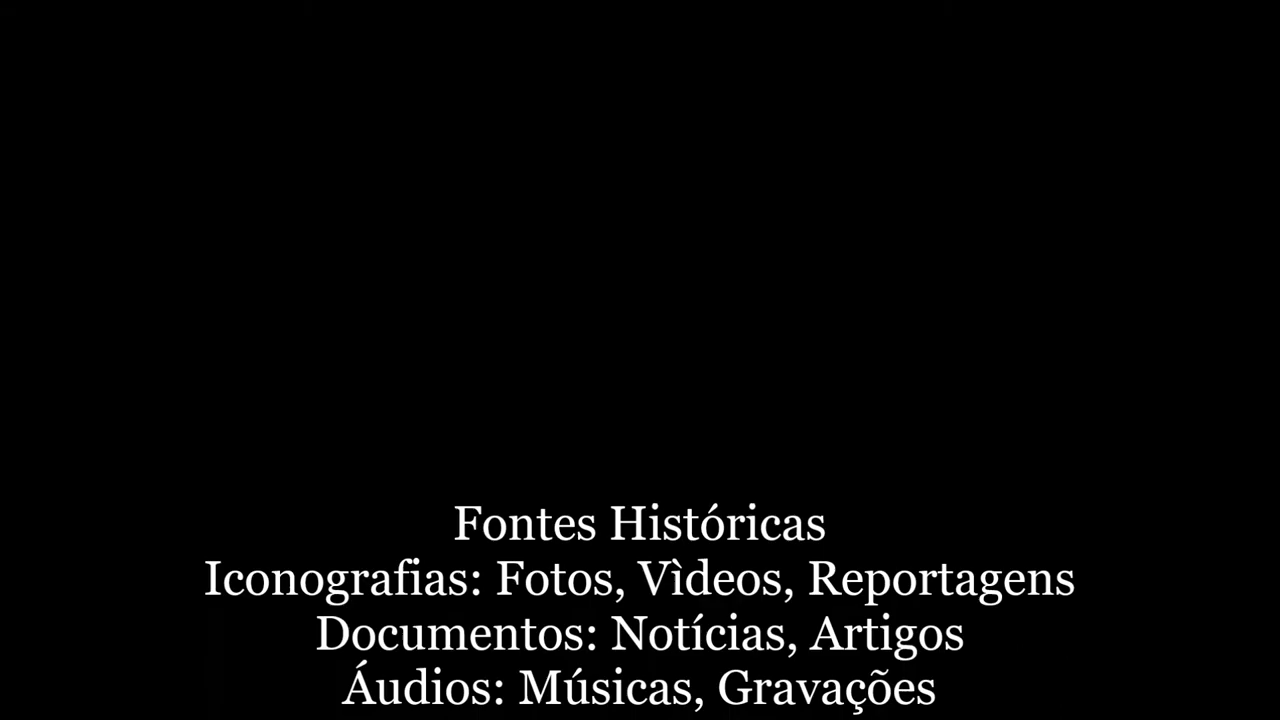 Fontes Históricas
Iconografias: Fotos, Vìdeos, Reportagens
Documentos: Notícias, Artigos
Áudios: Músicas, Gravações